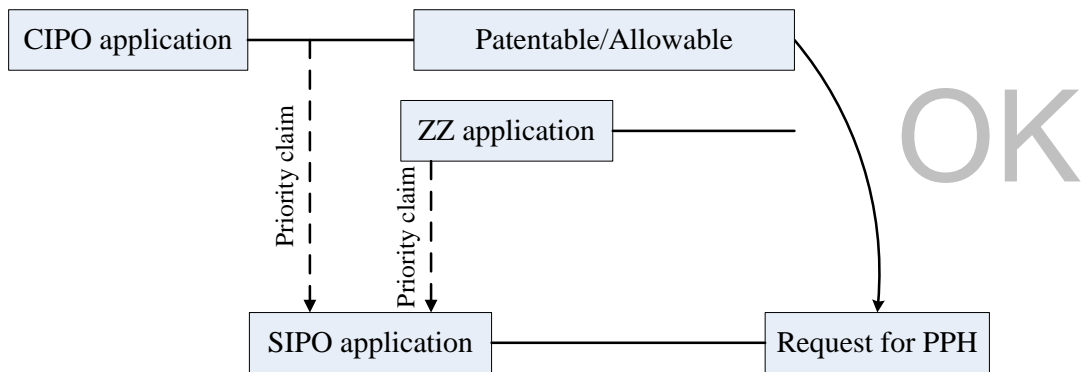 CIPO application
Patentable/Allowable
OK
ZZ application
Priority claim
Priority claim
SIPO application
Request for PPH